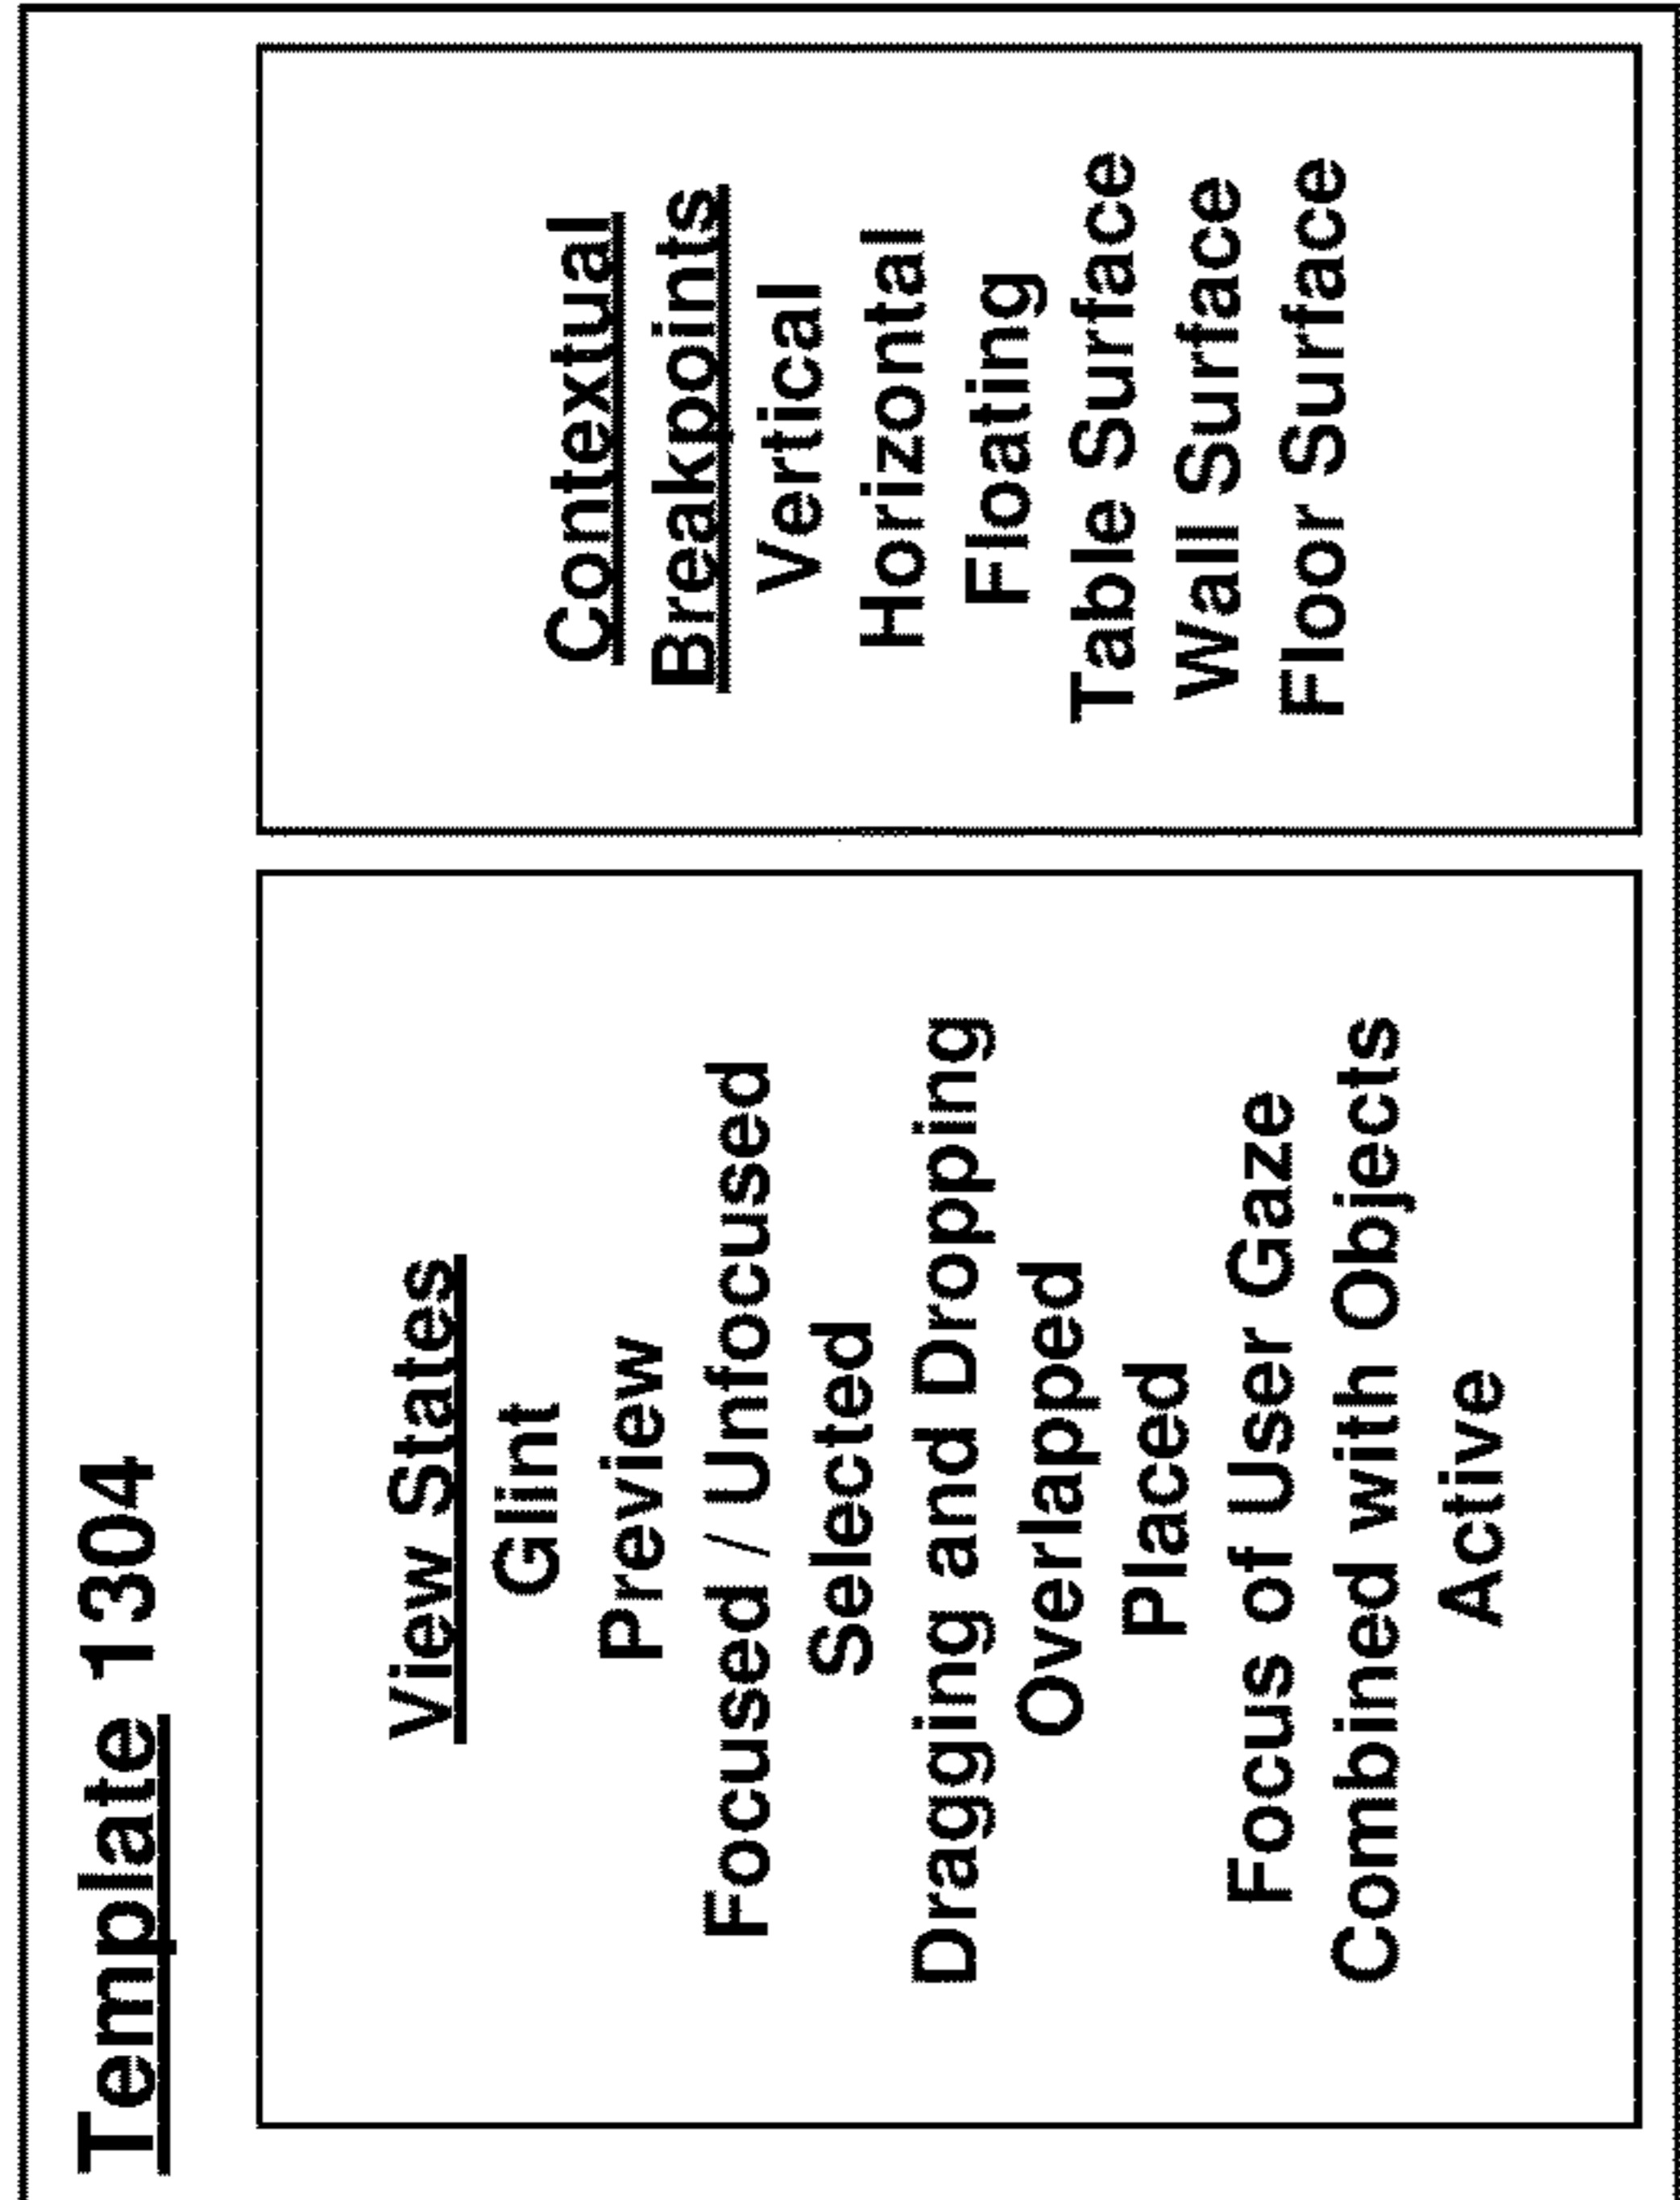 Template 1304
View States
Glint
Preview
Focused / Unfocused
Selected
Dragging and Dropping
Overlapped
Placed
Focus of User Gaze
Combined with Objects
Active
Contextual
Breakpoints
Vertical
Horizontal
Floating
Table Surface
Wall Surface
Floor Surface